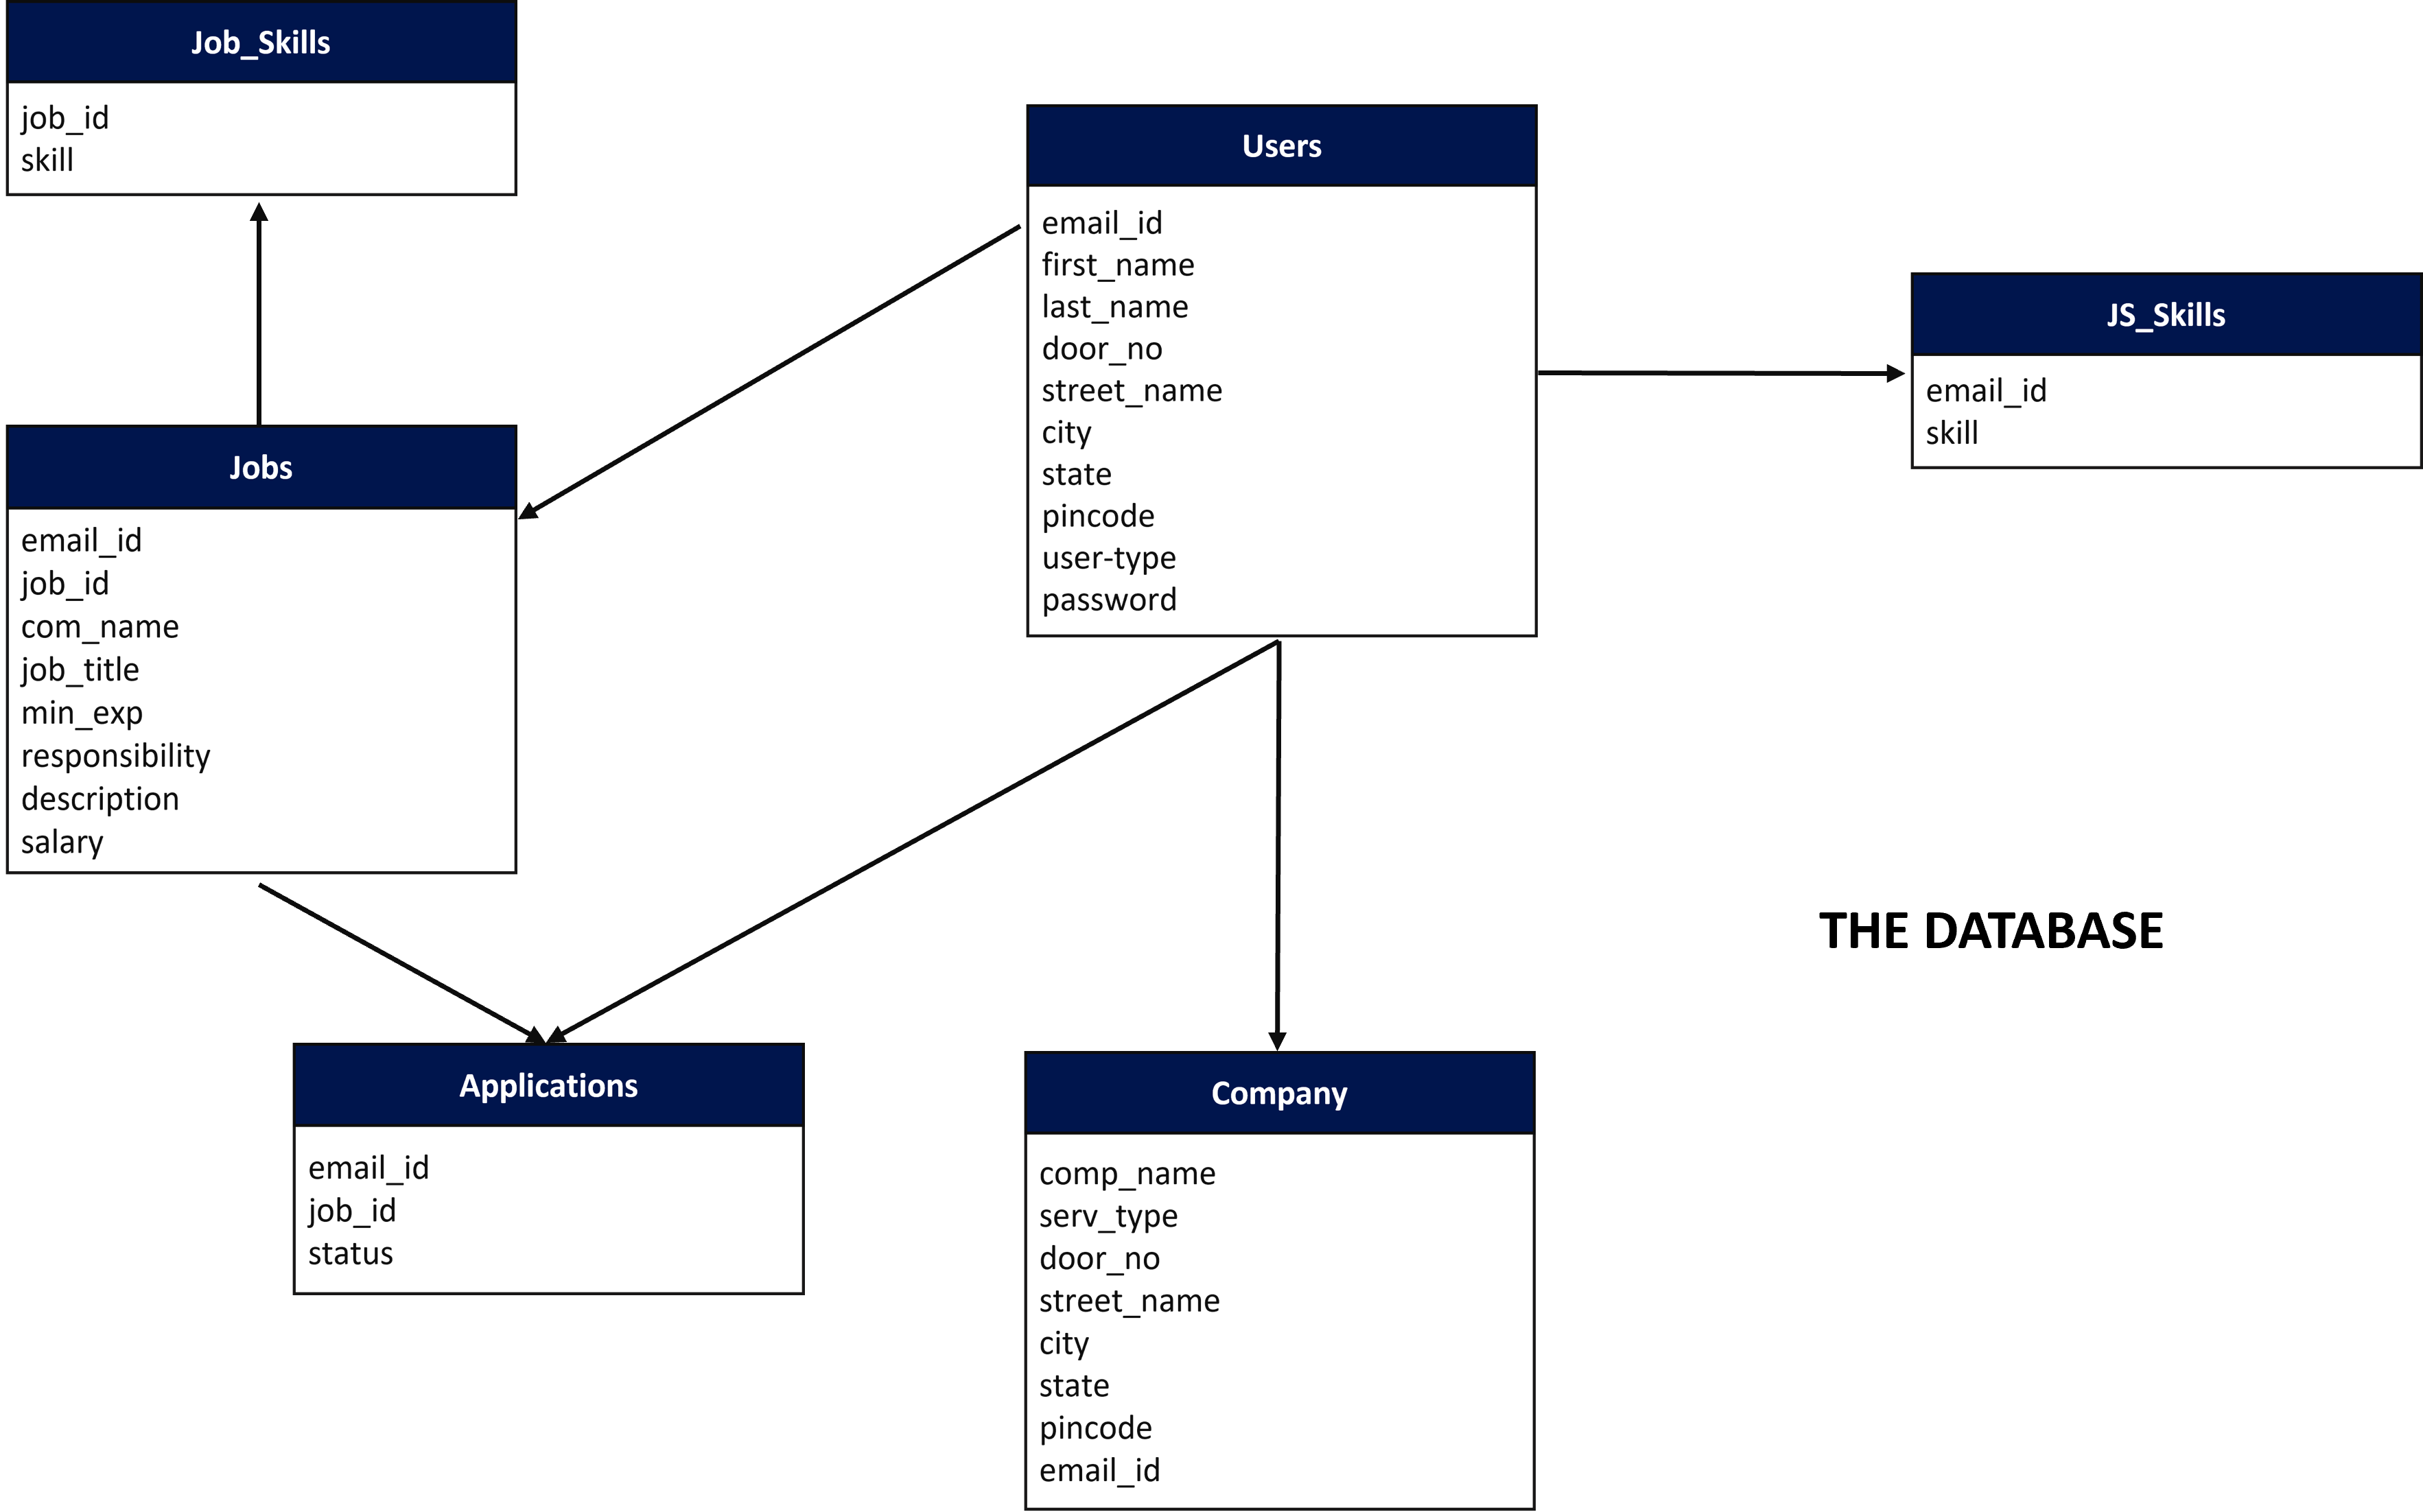 Job_Skills
job_id
skill
Users
email_id
first_name
last_name
door_no
street_name
city
state
pincode
user-type
password
JS_Skills
email_id
skill
Jobs
email_id
job_id
com_name
job_title
min_exp
responsibility
description
salary
THE DATABASE
Applications
email_id
job_id
status
Company
comp_name
serv_type
door_no
street_name
city
state
pincode
email_id